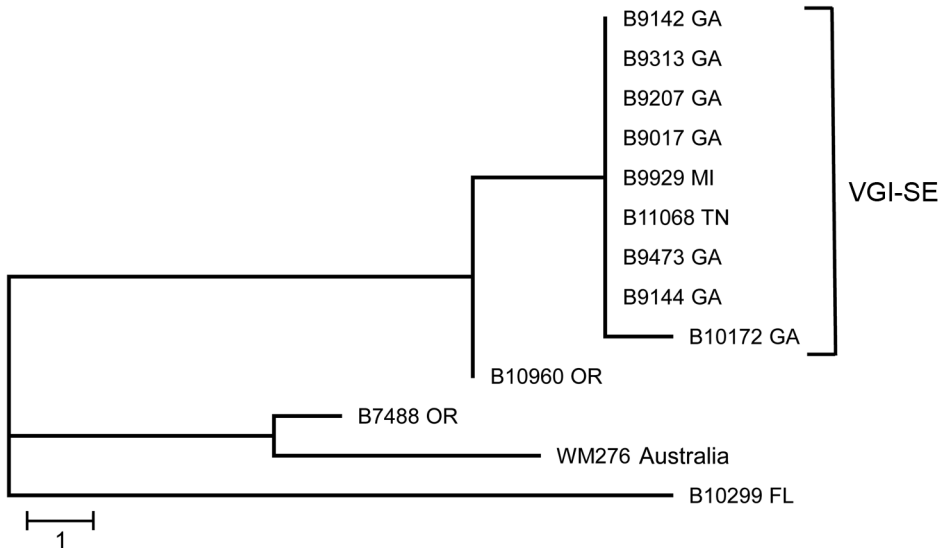 B9142 GA
B9313 GA
B9207 GA
B9017 GA
B9929 MI
VGI-SE
B11068 TN
B9473 GA
B9144 GA
B10172 GA
B10960 OR
B7488 OR
WM276 Australia
B10299 FL
1